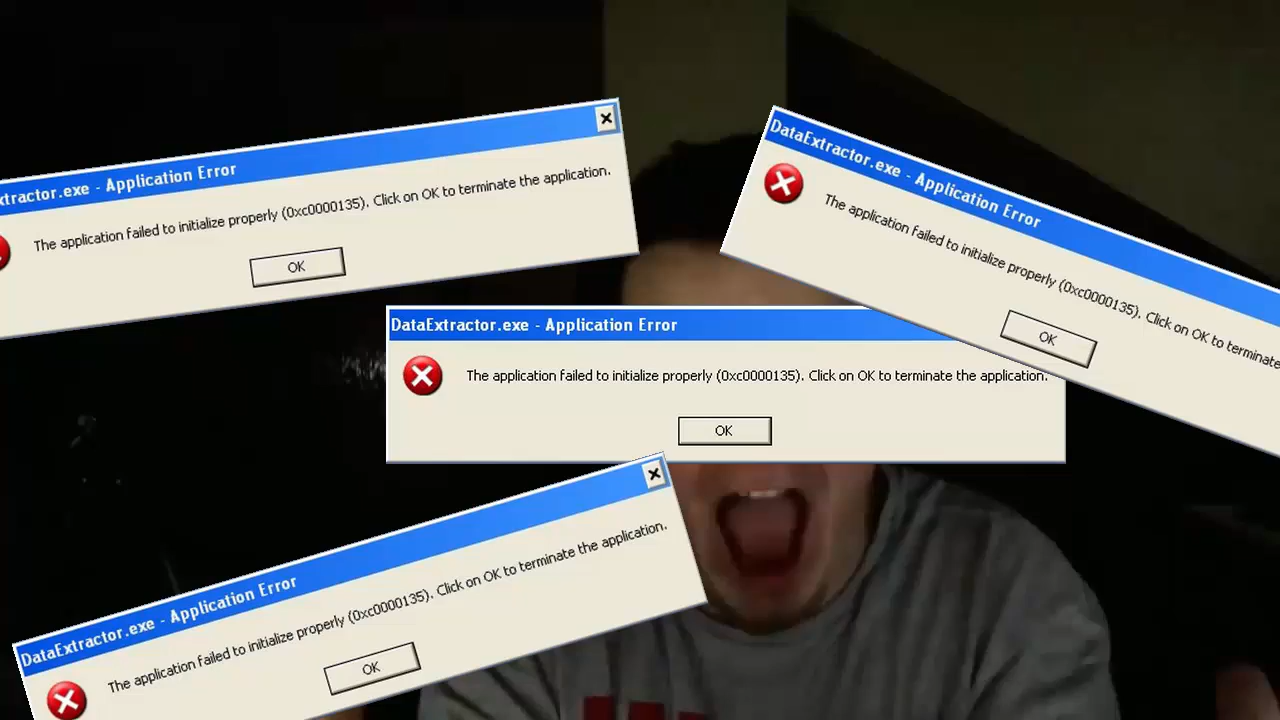 xtractor.exe - Application Error
The application failed to initialize properly (0xc0000135). Click on OK to terminate the application.
OK
DataExtractor.exe - Application Error
The application failed to initialize properly (0xc0000135). Click on OK to terminate
OK
DataExtractor.exe - Application Error
The application failed to initialize properly (0xc0000135). Click on OK to terminate the application.
OK
DataExtractor.exe - Application Error
The application failed to initialize properly (0xc0000135). Click on OK to terminate the application.
OK